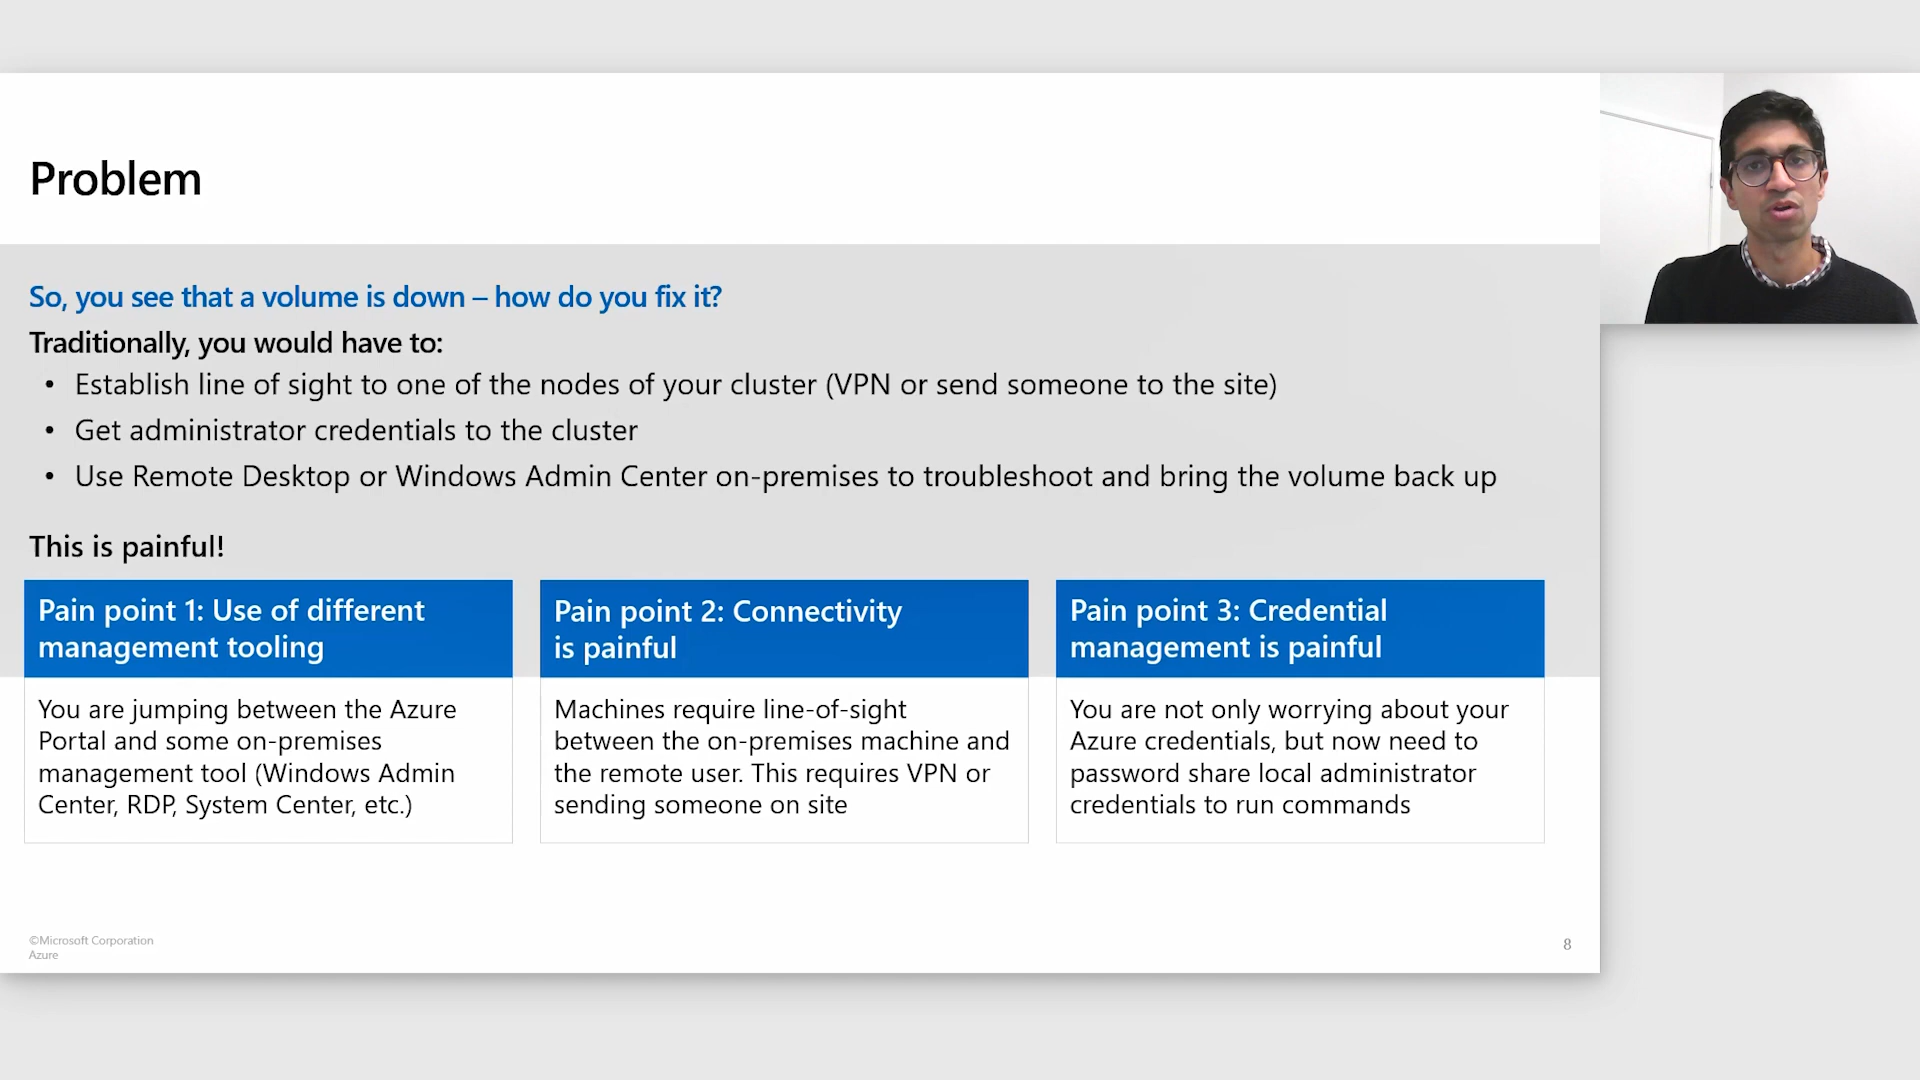 Problem
So, you see that a volume is down – how do you fix it?
Traditionally, you would have to:
• Establish line of sight to one of the nodes of your cluster (VPN or send someone to the site)
• Get administrator credentials to the cluster
• Use Remote Desktop or Windows Admin Center on-premises to troubleshoot and bring the volume back up
This is painful!
Pain point 1: Use of different
management tooling
You are jumping between the Azure
Portal and some on-premises
management tool (Windows Admin
Center, RDP, System Center, etc.)
Pain point 2: Connectivity
is painful
Machines require line-of-sight
between the on-premises machine and
the remote user. This requires VPN or
sending someone on site
Pain point 3: Credential
management is painful
You are not only worrying about your
Azure credentials, but now need to
password share local administrator
credentials to run commands
©Microsoft Corporation
Azure
8